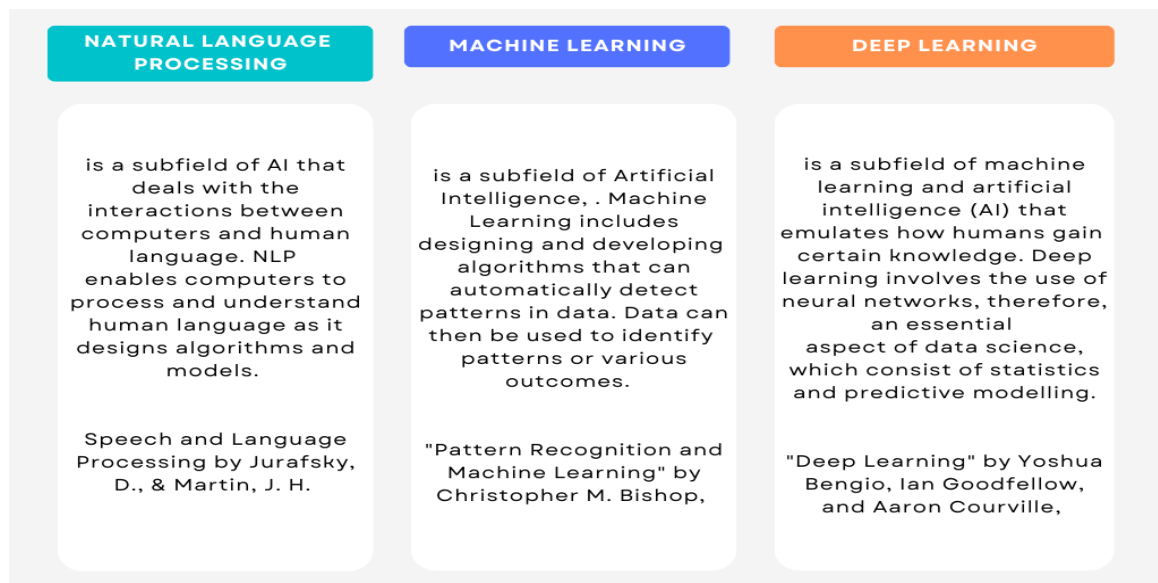 NATURAL LANGUAGE
PROCESSING
is a subfield of AI that
deals with the
interactions between
computers and human
language. NLP
enables computers to
process and understand
human language as it
designs algorithms and
models.
Speech and Language
Processing by Jurafsky,
D., & Martin, J. H.
MACHINE LEARNING
is a subfield of Artificial
Intelligence, . Machine
Learning includes
designing and developing
algorithms that can
automatically detect
patterns in data. Data can
then be used to identify
patterns or various
outcomes.
"Pattern Recognition and
Machine Learning" by
Christopher M. Bishop,
DEEP LEARNING
is a subfield of machine
learning and artificial
intelligence (AI) that
emulates how humans gain
certain knowledge. Deep
learning involves the use of
neural networks, therefore,
an essential
aspect of data science,
which consist of statistics
and predictive modelling.
"Deep Learning" by Yoshua
Bengio, Ian Goodfellow,
and Aaron Courville,